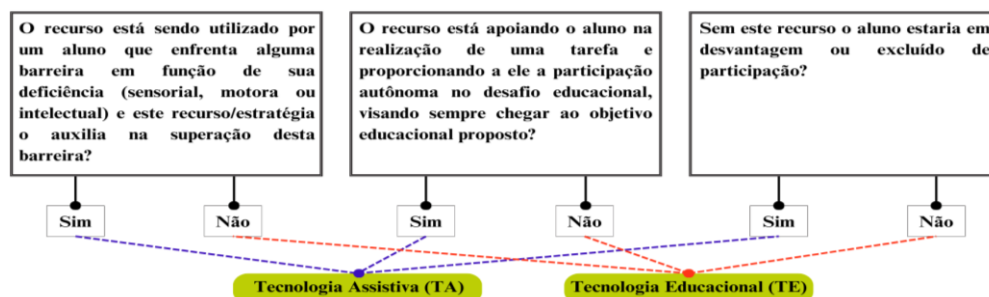 O recurso está sendo utilizado por
um aluno que enfrenta alguma
barreira em função de sua
deficiência (sensorial, motora ou
intelectual) e este recurso/estratégia
o auxilia na superação desta
barreira?
O recurso está apoiando o aluno na
realização de uma tarefa e
proporcionando a ele a participação
autônoma no desafio educacional,
visando sempre chegar ao objetivo
educacional proposto?
Sem este recurso o aluno estaria em
desvantagem ou excluído de
participação?
Sim
Não
Sim
Não
Sim
Não
Tecnologia Assistiva (TA)
Tecnologia Educacional (TE)